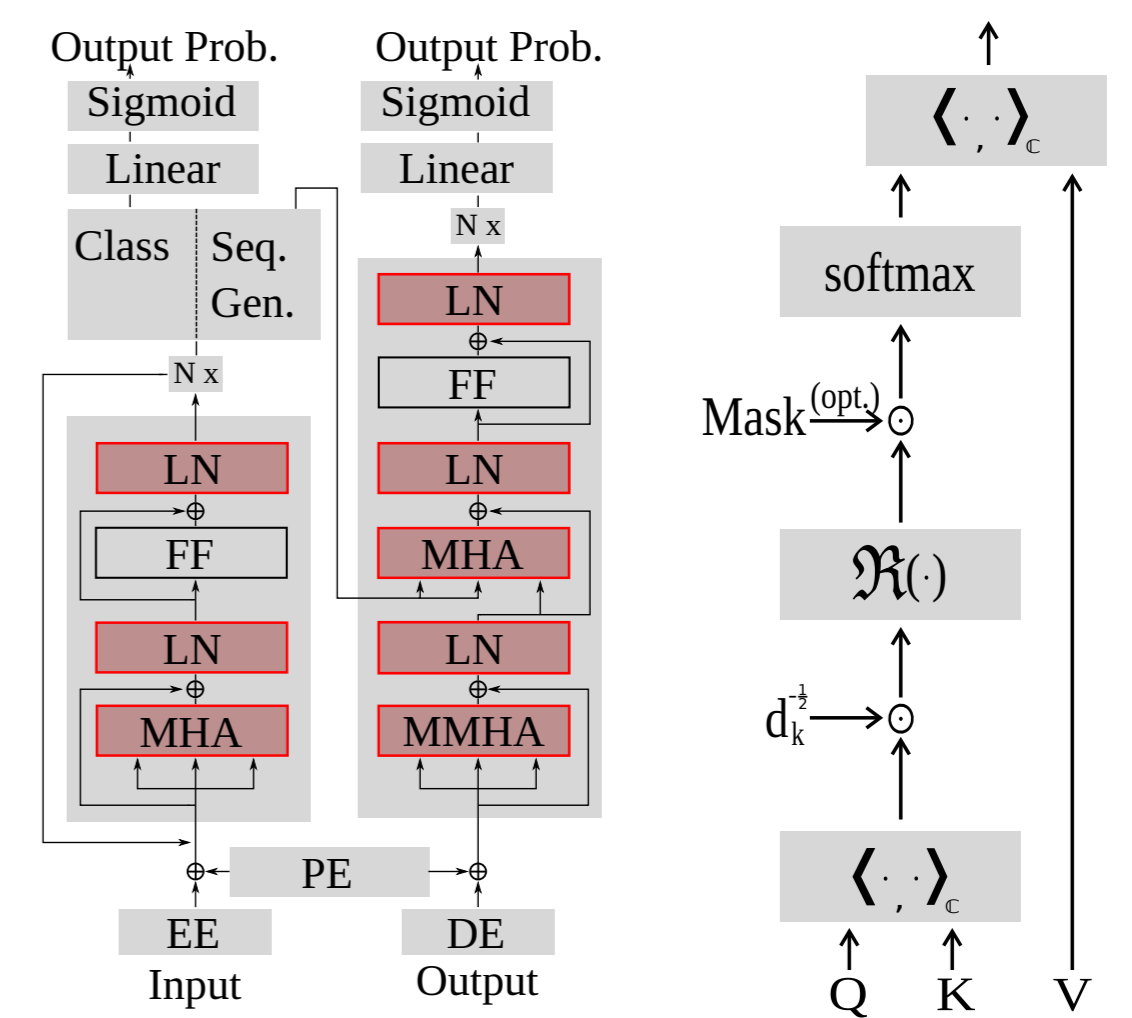 Output Prob.
Sigmoid
Linear
Class
Seq.
Gen.
N x
LN
FF
LN
MHA
EE
Input
PE
Output Prob.
Sigmoid
Linear
N x
LN
FF
LN
MHA
LN
MMHA
DE
Output
⟨· , ·⟩ℂ
softmax
Mask (opt.) ⊙
ℜ(·)
dₖ^-½ ⊙
⟨· , ·⟩ℂ
Q K V